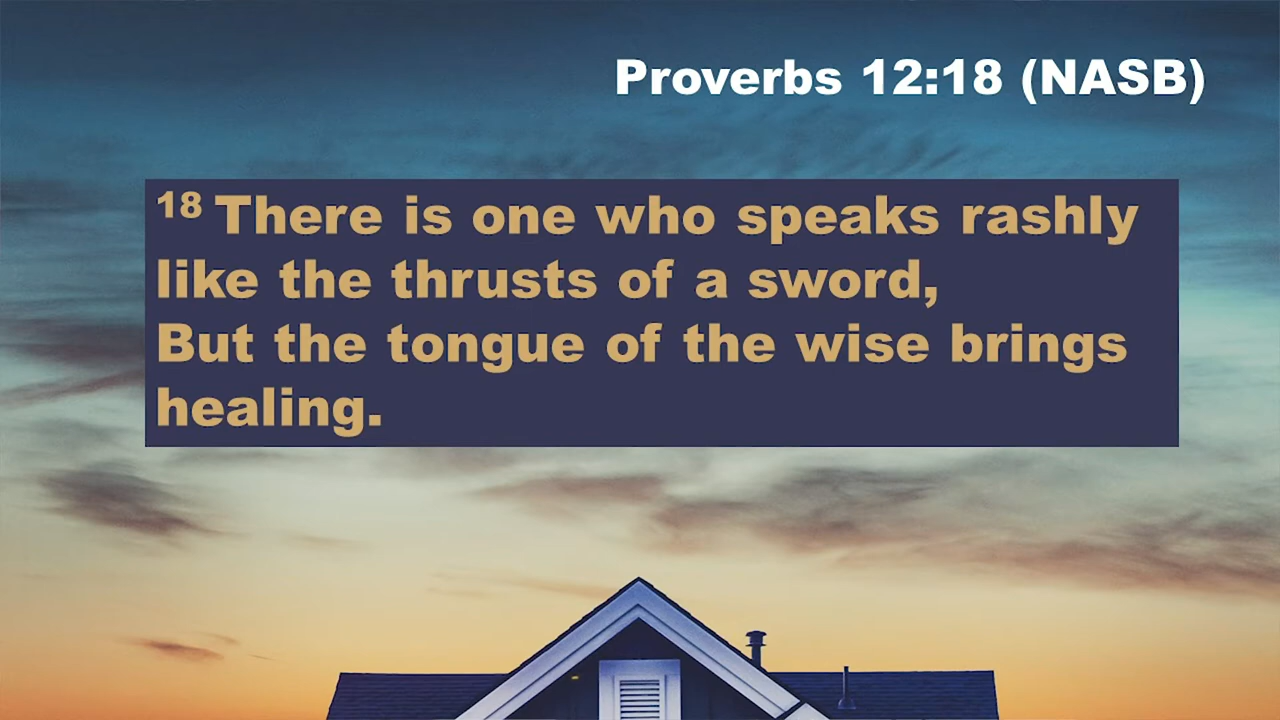 Proverbs 12:18 (NASB)
18 There is one who speaks rashly
like the thrusts of a sword,
But the tongue of the wise brings
healing.